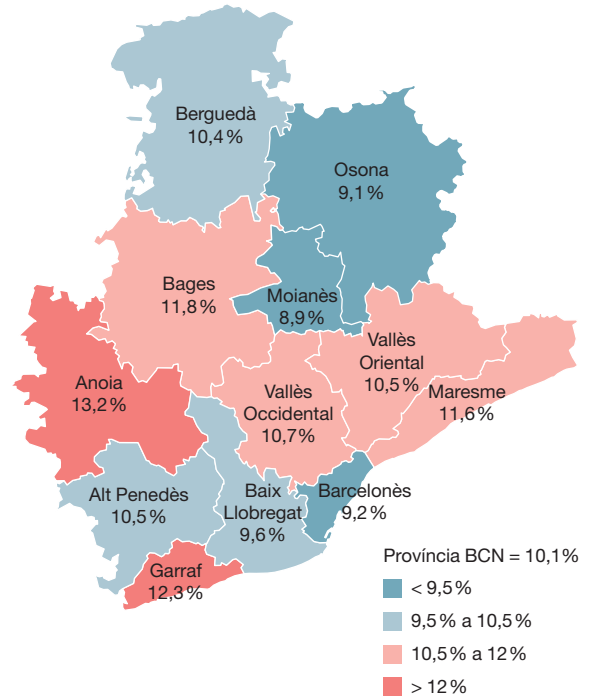 Berguedà
10,4 %
Osona
9,1 %
Bages
11,8 %
Moianès
8,9 %
Vallès
Oriental
10,5 %
Maresme
11,6 %
Anoia
13,2 %
Vallès
Occidental
10,7 %
Alt Penedès
10,5 %
Baix
Llobregat
9,6 %
Barcelonès
9,2 %
Garraf
12,3 %
Província BCN = 10,1 %
< 9,5 %
9,5 % a 10,5 %
10,5 % a 12 %
> 12 %